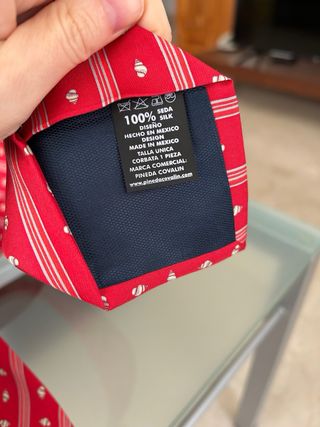 100% SEDA SILK
DISEÑO
HECHO EN MEXICO
DESIGN
MADE IN MEXICO
TALLA UNICA
CORBATA 1 PIEZA
MARCA COMERCIAL:
PINEDA COVALIN
www.pinedacovalin.com